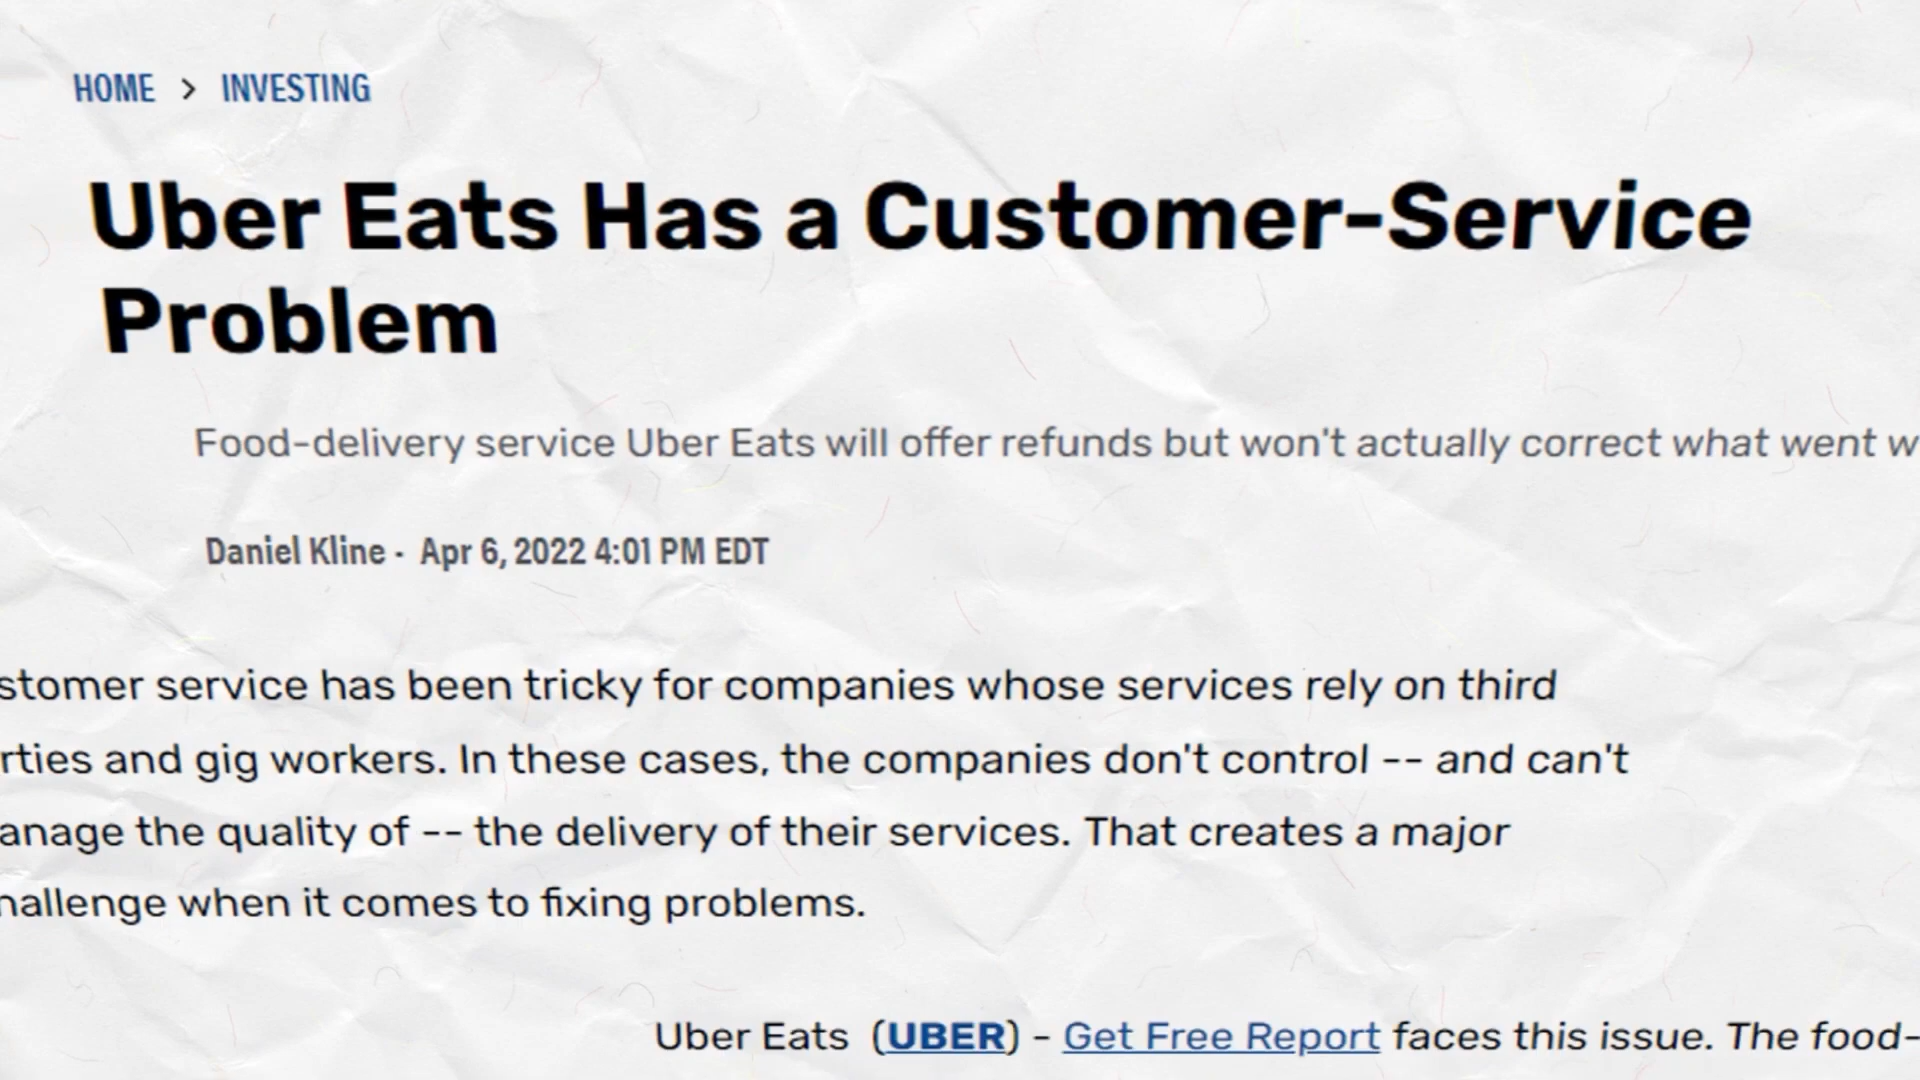 HOME > INVESTING
Uber Eats Has a Customer-Service
Problem
Food-delivery service Uber Eats will offer refunds but won't actually correct what went
Daniel Kline - Apr 6, 2022 4:01 PM EDT
stomer service has been tricky for companies whose services rely on third
rties and gig workers. In these cases, the companies don't control -- and can't
anage the quality of -- the delivery of their services. That creates a major
hallenge when it comes to fixing problems.
Uber Eats (UBER) - Get Free Report faces this issue. The food-